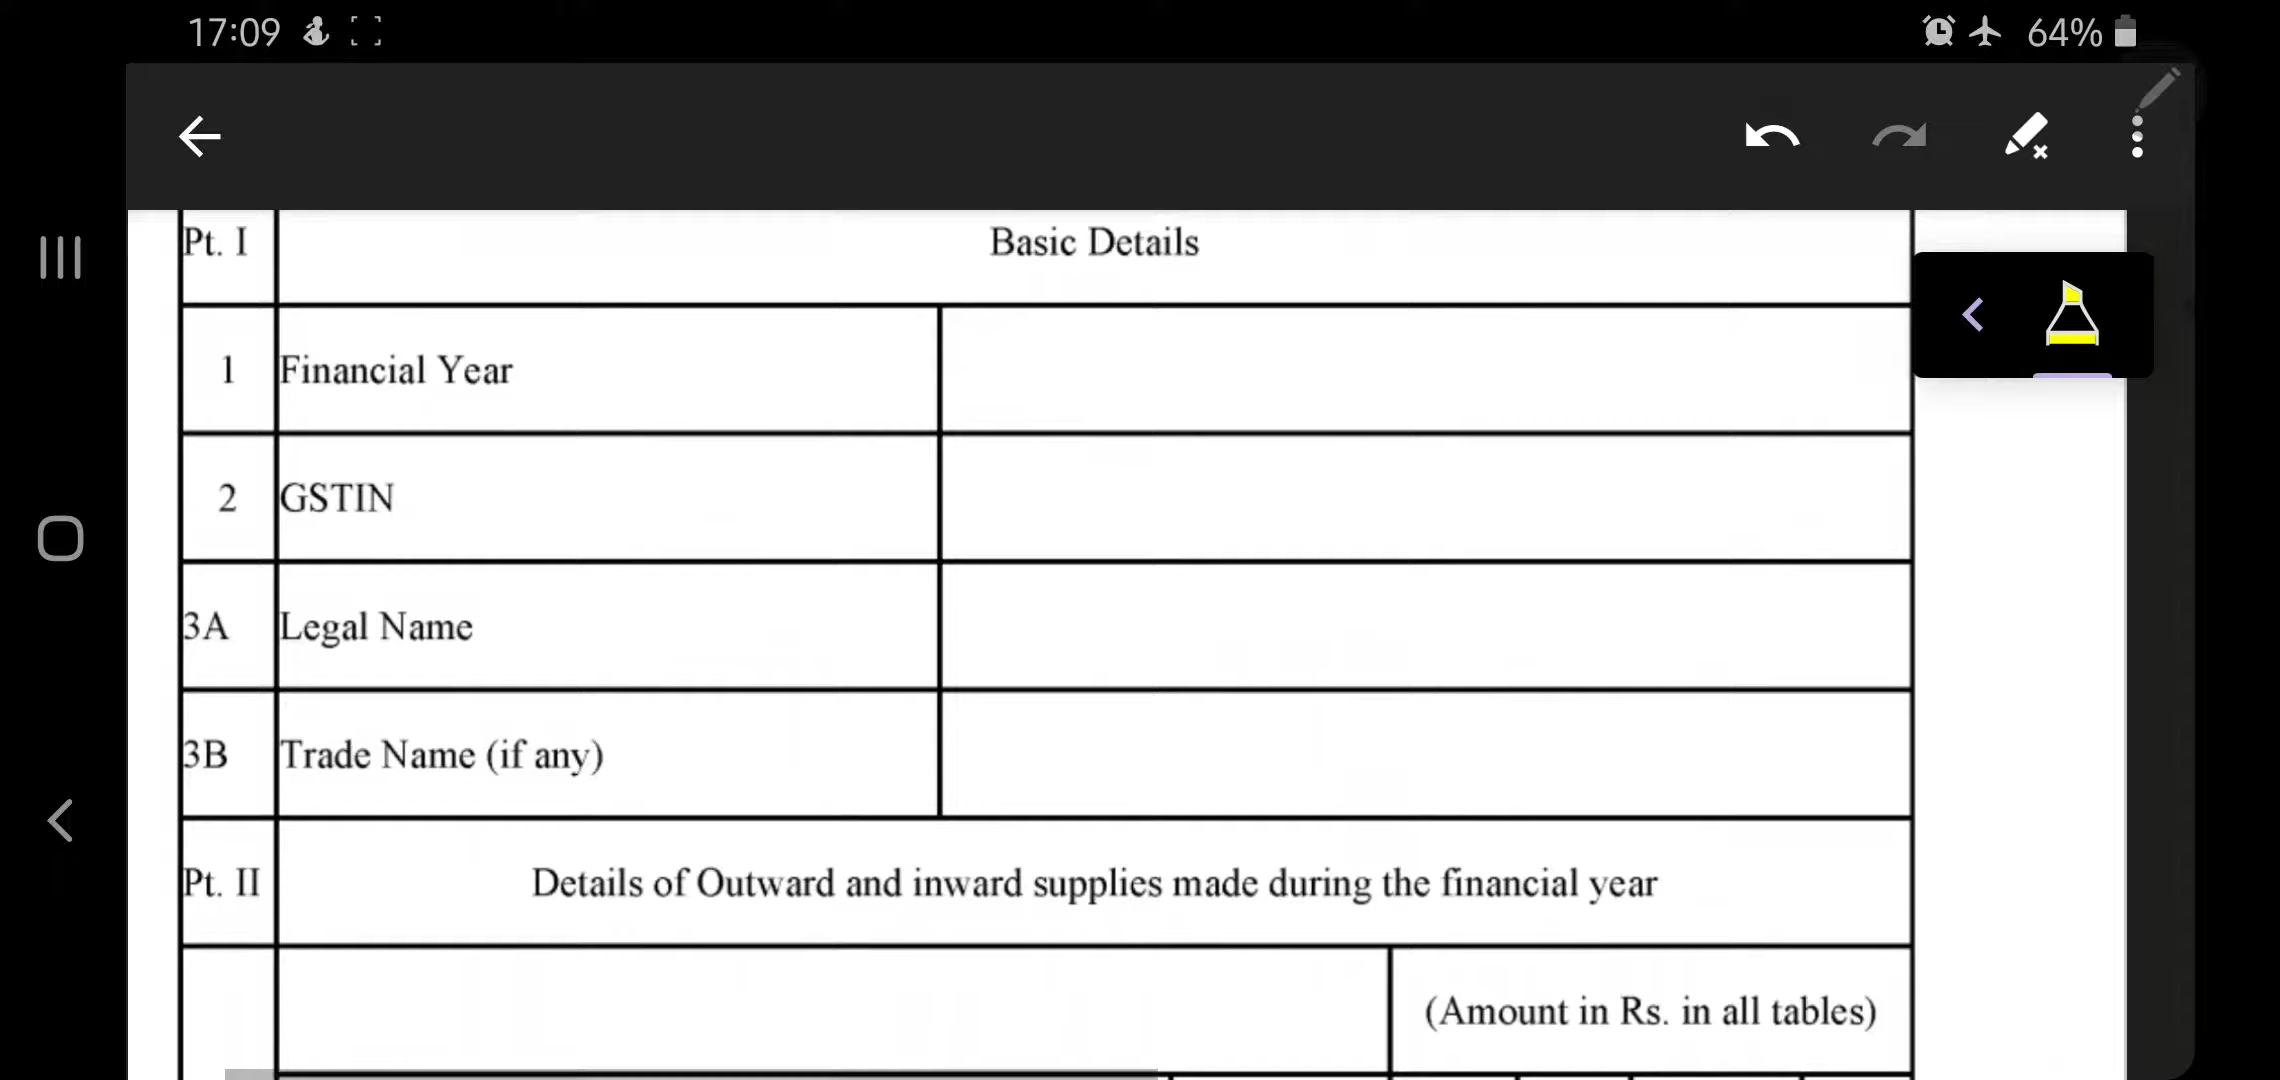 17:09
64%
Pt. I Basic Details
1 Financial Year
2 GSTIN
3A Legal Name
3B Trade Name (if any)
Pt. II Details of Outward and inward supplies made during the financial year
(Amount in Rs. in all tables)